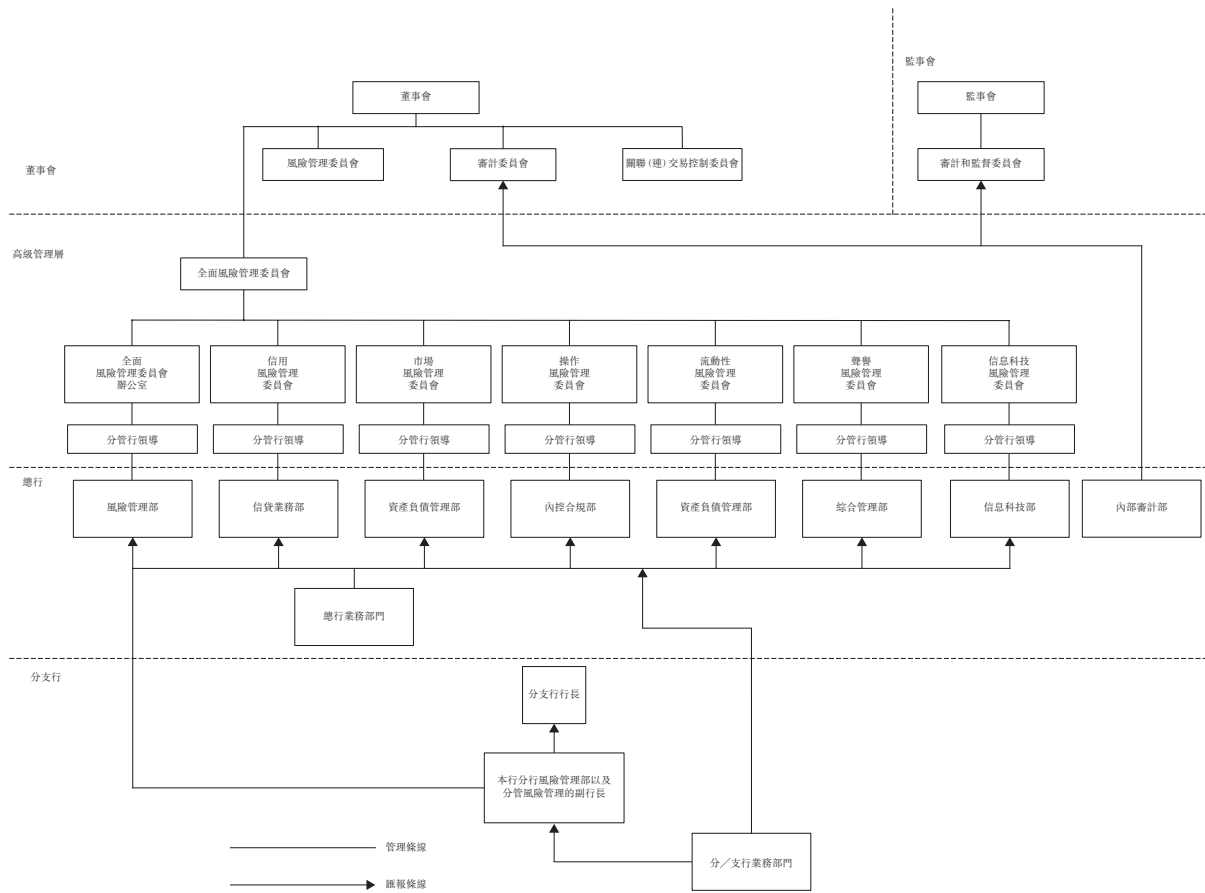 監事會
董事會
監事會
風險管理委員會
審計委員會
關聯(連)交易控制委員會
審計和監督委員會
董事會
高級管理層
全面風險管理委員會
全面
風險管理委員會
辦公室
信用
風險管理
委員會
市場
風險管理
委員會
操作
風險管理
委員會
流動性
風險管理
委員會
聲譽
風險管理
委員會
信息科技
風險管理
委員會
分管行領導
分管行領導
分管行領導
分管行領導
分管行領導
分管行領導
分管行領導
總行
風險管理部
信貸業務部
資產負債管理部
內控合規部
資產負債管理部
綜合管理部
信息科技部
內部審計部
總行業務部門
分支行
分支行行長
本行分行風險管理部以及
分管風險管理的副行長
分/支行業務部門
管理條線
匯報條線